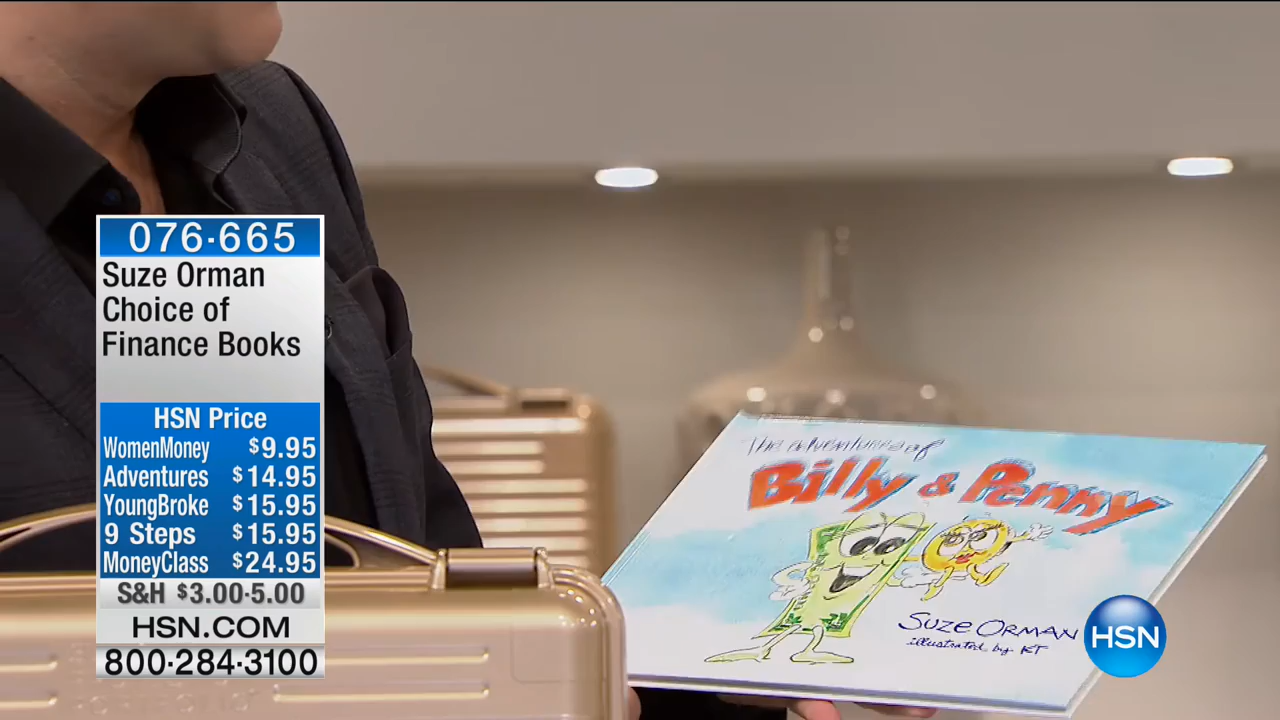 076-665
Suze Orman
Choice of
Finance Books
HSN Price
WomenMoney $9.95
Adventures $14.95
YoungBroke $15.95
9 Steps $15.95
MoneyClass $24.95
S&H $3.00-5.00
HSN.COM
800-284-3100
The adventures of
Billy & Penny
Suze Orman
illustrated by KT
HSN